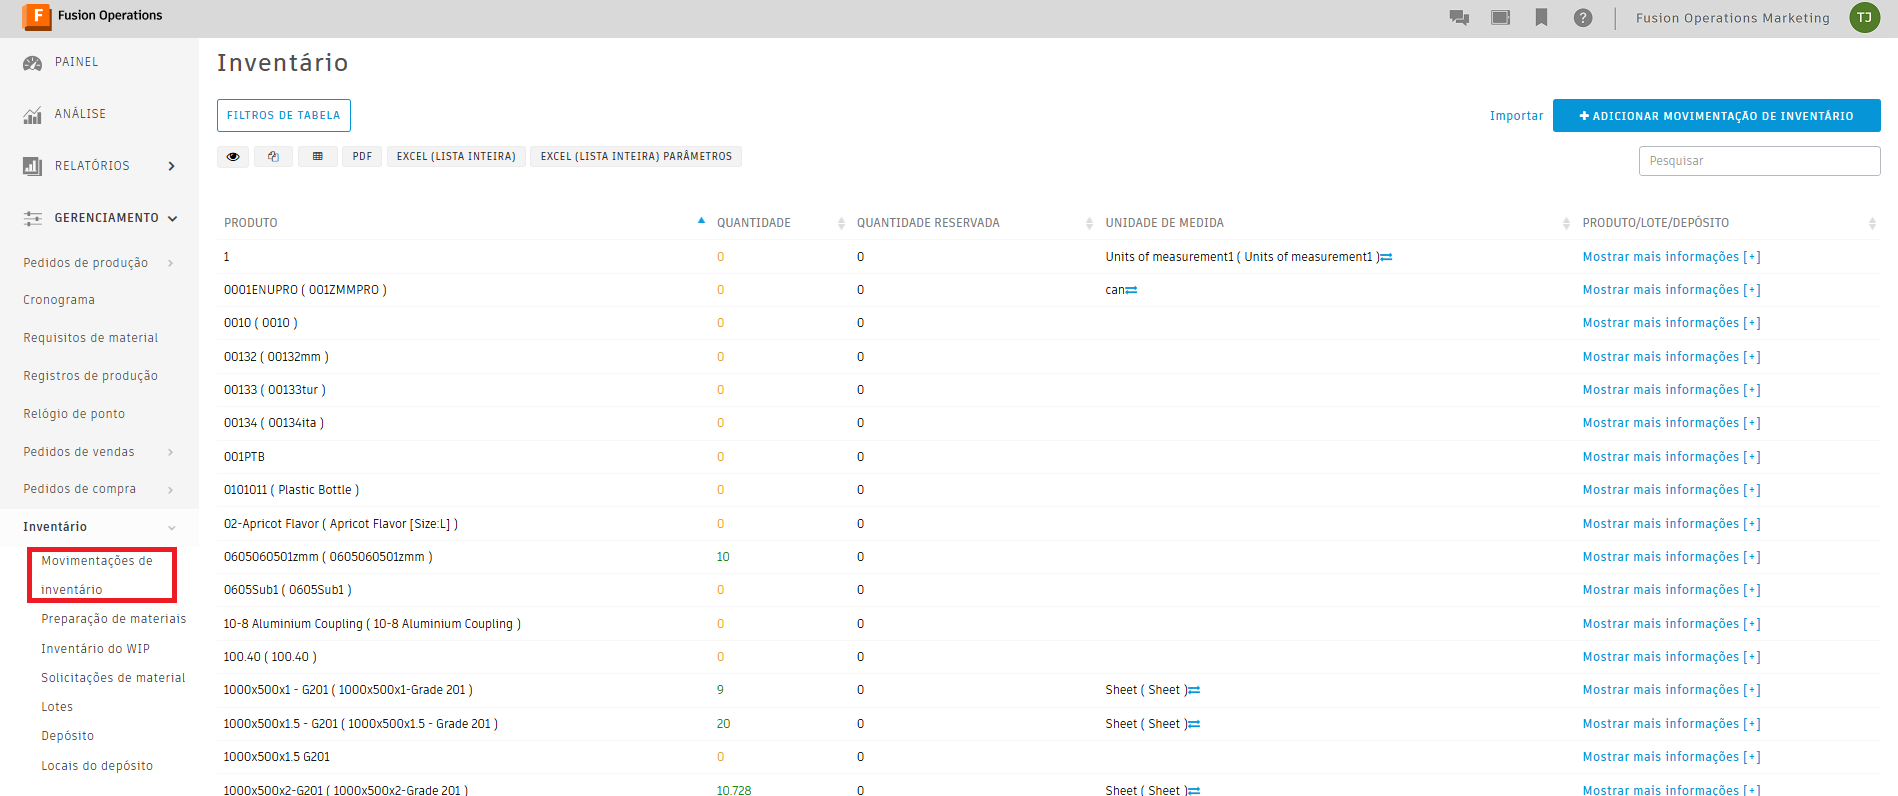 F Fusion Operations
Fusion Operations Marketing TJ
PAINEL
ANÁLISE
RELATÓRIOS
GERENCIAMENTO
Pedidos de produção
Cronograma
Requisitos de material
Registros de produção
Relógio de ponto
Pedidos de vendas
Pedidos de compra
Inventário
Movimentações de
inventário
Preparação de materiais
Inventário do WIP
Solicitações de material
Lotes
Depósito
Locais do depósito
Inventário
FILTROS DE TABELA
Importar + ADICIONAR MOVIMENTAÇÃO DE INVENTÁRIO
PDF EXCEL (LISTA INTEIRA) EXCEL (LISTA INTEIRA) PARÂMETROS
Pesquisar
PRODUTO QUANTIDADE QUANTIDADE RESERVADA UNIDADE DE MEDIDA PRODUTO/LOTE/DEPÓSITO
1 0 0 Units of measurement1 ( Units of measurement1 ) Mostrar mais informações [+]
0001ENUPRO ( 001ZMMPRO ) 0 0 can Mostrar mais informações [+]
0010 ( 0010 ) 0 0 Mostrar mais informações [+]
00132 ( 00132mm ) 0 0 Mostrar mais informações [+]
00133 ( 00133tur ) 0 0 Mostrar mais informações [+]
00134 ( 00134ita ) 0 0 Mostrar mais informações [+]
001PTB 0 0 Mostrar mais informações [+]
0101011 ( Plastic Bottle ) 0 0 Mostrar mais informações [+]
02-Apricot Flavor ( Apricot Flavor [Size:L] ) 0 0 Mostrar mais informações [+]
0605060501zmm ( 0605060501zmm ) 10 0 Mostrar mais informações [+]
0605Sub1 ( 0605Sub1 ) 0 0 Mostrar mais informações [+]
10-8 Aluminium Coupling ( 10-8 Aluminium Coupling ) 0 0 Mostrar mais informações [+]
100.40 ( 100.40 ) 0 0 Mostrar mais informações [+]
1000x500x1 - G201 ( 1000x500x1-Grade 201 ) 9 0 Sheet ( Sheet ) Mostrar mais informações [+]
1000x500x1.5 - G201 ( 1000x500x1.5 - Grade 201 ) 20 0 Sheet ( Sheet ) Mostrar mais informações [+]
1000x500x1.5 G201 0 0 Mostrar mais informações [+]
1000x500x2-G201 ( 1000x500x2-Grade 201 ) 10.728 0 Sheet ( Sheet ) Mostrar mais informações [+]